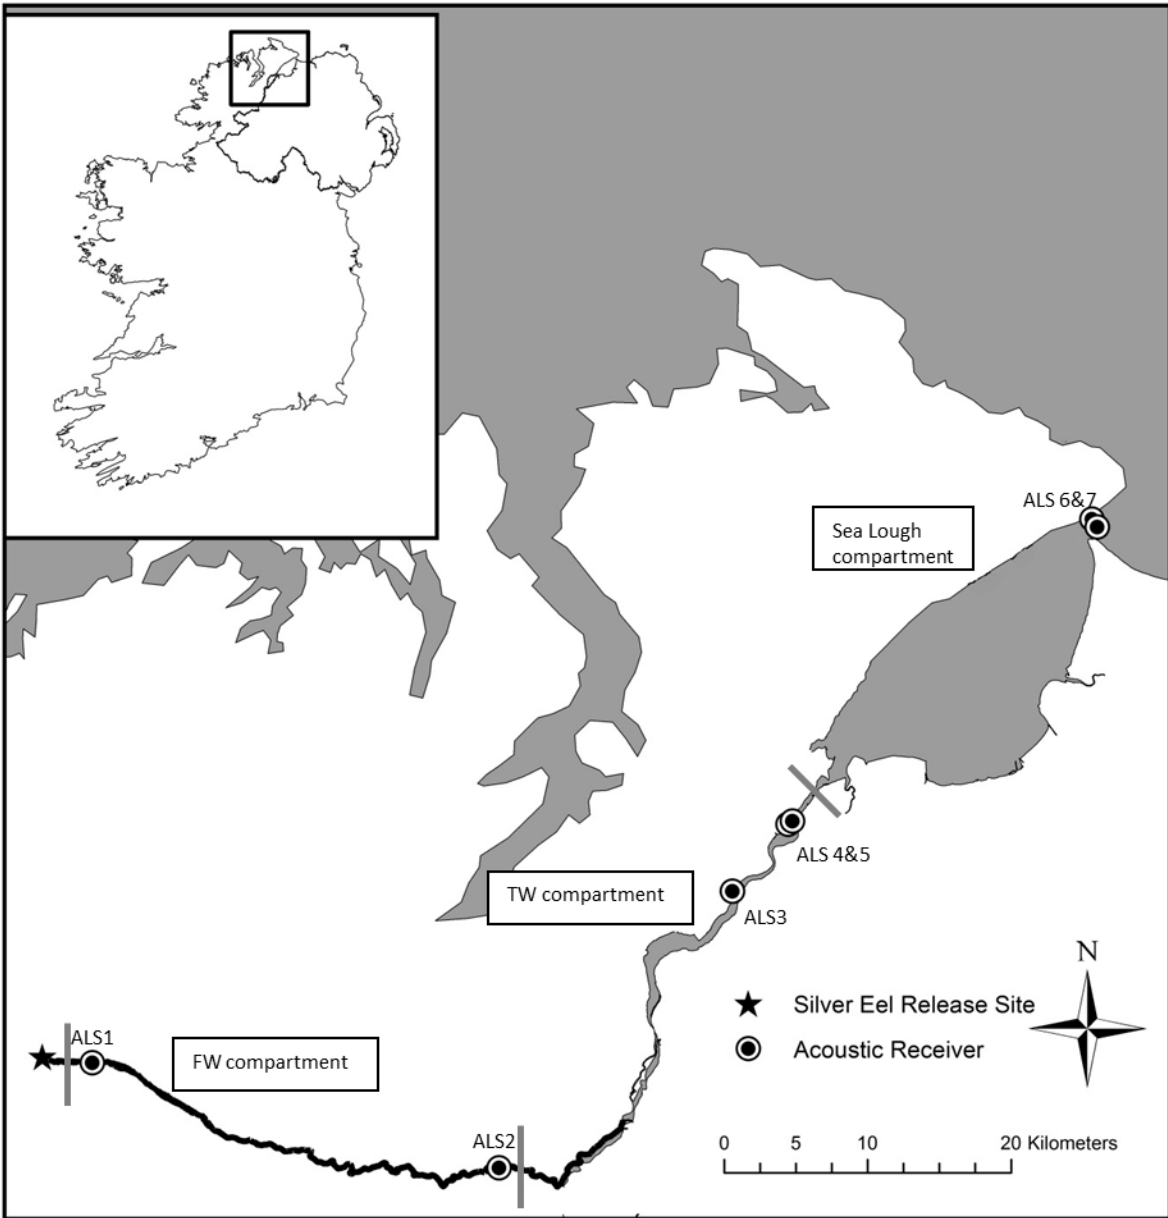 ALS 6&7
Sea Lough
compartment
ALS 4&5
TW compartment
ALS3
N
Silver Eel Release Site
Acoustic Receiver
ALS1
FW compartment
ALS2
0 5 10 20 Kilometers